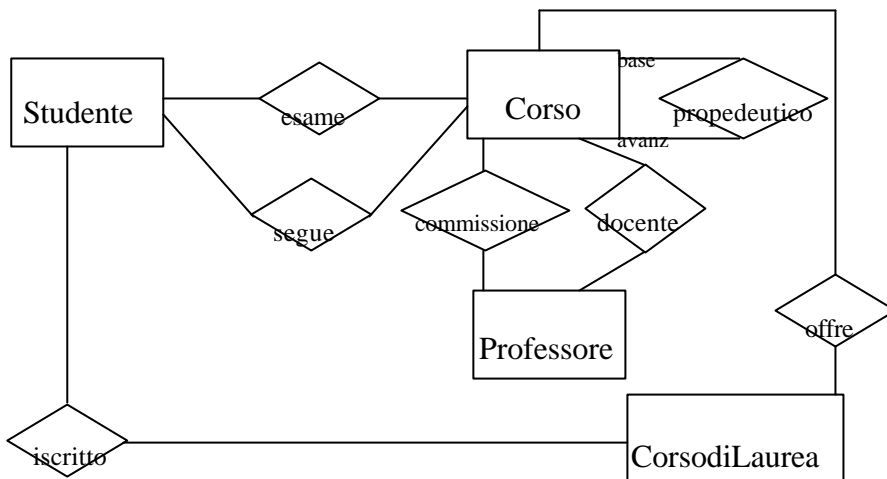 base
Studente
esame
Corso
propedeutico
avanz
segue
commissione
docente
offre
Professore
iscritto
CorsodiLaurea